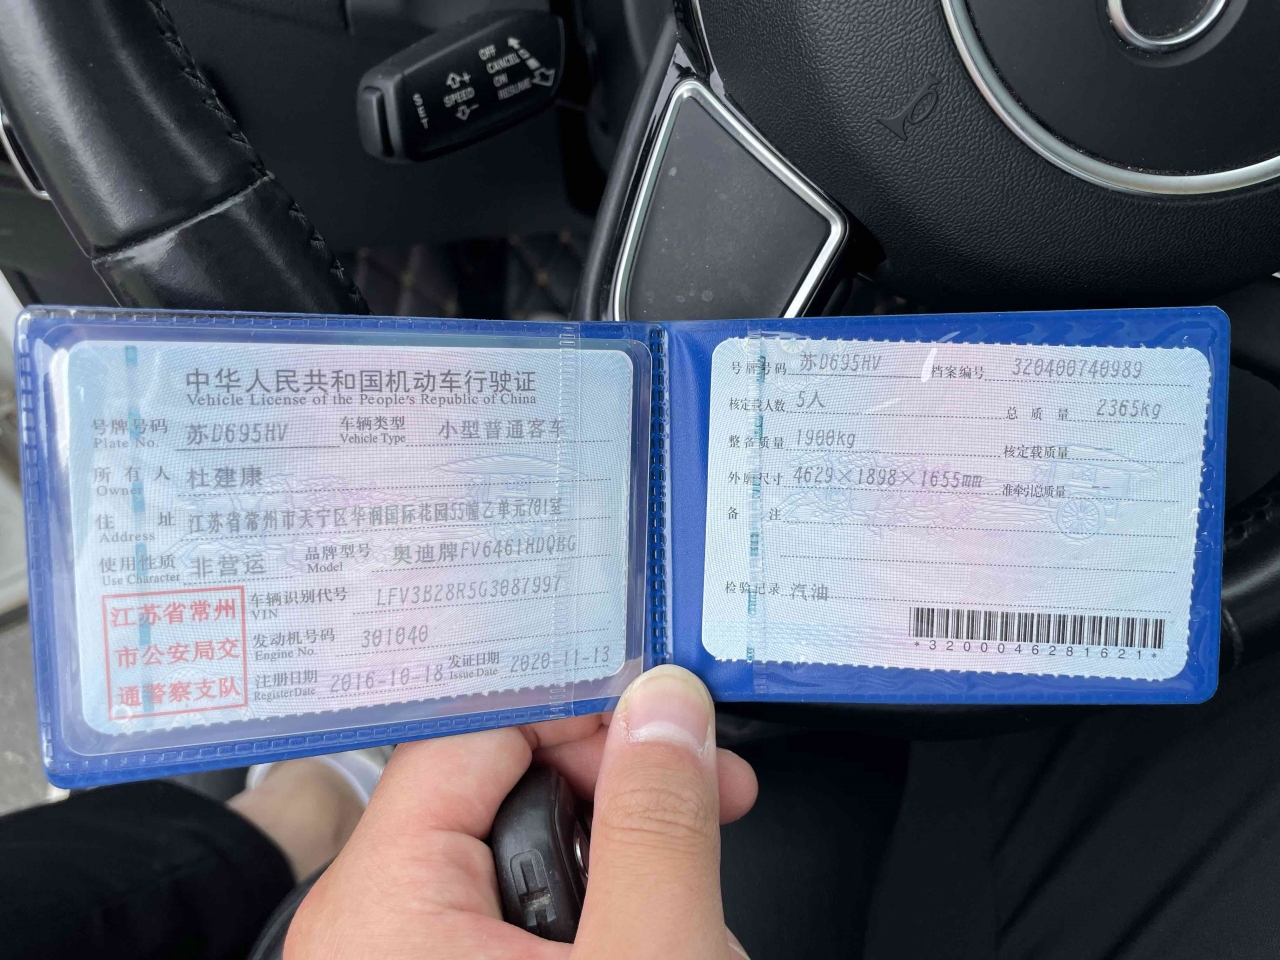 OFF
CANCEL
ON
RESUME
SPEED
SET
中华人民共和国机动车行驶证
Vehicle License of the People's Republic of China
号牌号码 苏D695HV 车辆类型 小型普通客车
Plate No. Vehicle Type
所有人 杜建康
Owner
住址 江苏省常州市天宁区华润国际花园55幢乙单元701室
Address
使用性质 非营运 品牌型号 奥迪牌FV6461HDQBG
Use Character Model
江苏省常州
市公安局交
通警察支队
车辆识别代号 LFV3B28R5G3087997
VIN
发动机号码 301040
Engine No.
注册日期 2016-10-18 发证日期 2020-11-13
Register Date Issue Date
号牌号码 苏D695HV 档案编号 320400740989
核定载人数 5人 总质量 2365kg
整备质量 1900kg 核定载质量
外廓尺寸 4629×1898×1655mm 准牵引总质量 --
备注
检验记录 汽油
*3200046281621*